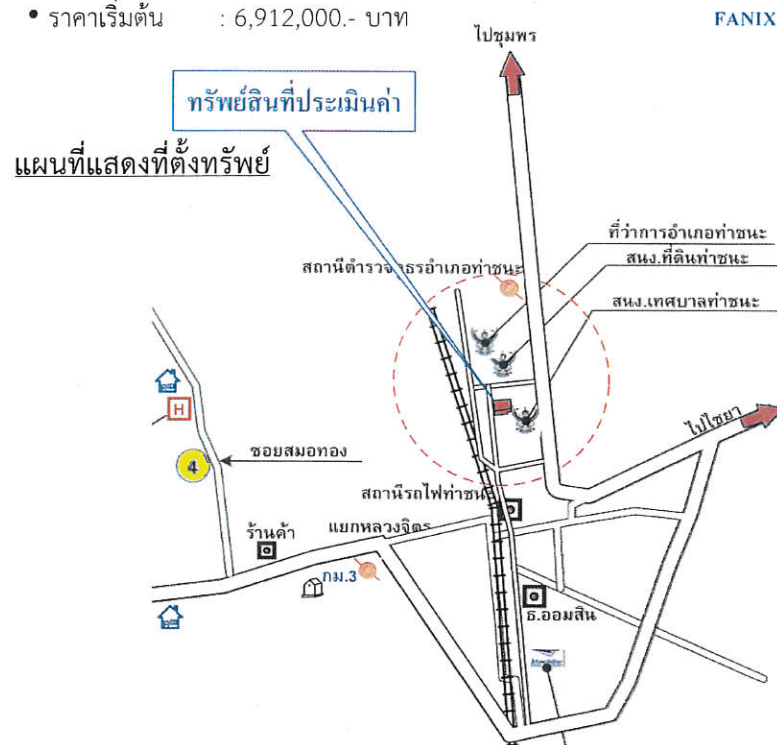 • ราคาเริ่มต้น : 6,912,000.- บาท
FANIX
ไปชุมพร
ทรัพย์สินที่ประเมินค่า
แผนที่แสดงที่ตั้งทรัพย์
ที่ว่าการอำเภอท่าชนะ
สนง.ที่ดินท่าชนะ
สถานีตำรวจภูธรอำเภอท่าชนะ
สนง.เทศบาลท่าชนะ
H
ไปไชยา
4
ซอยสมอทอง
สถานีรถไฟท่าชนะ
ร้านค้า
แยกหลวงจิตร
กม.3
ธ.ออมสิน